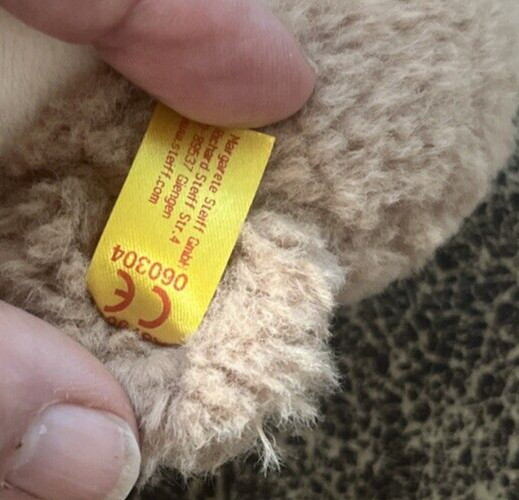 Margarete Steiff GmbH
Richard Steiff Str. 4
89537 Giengen
www.steiff.com
060304
CE